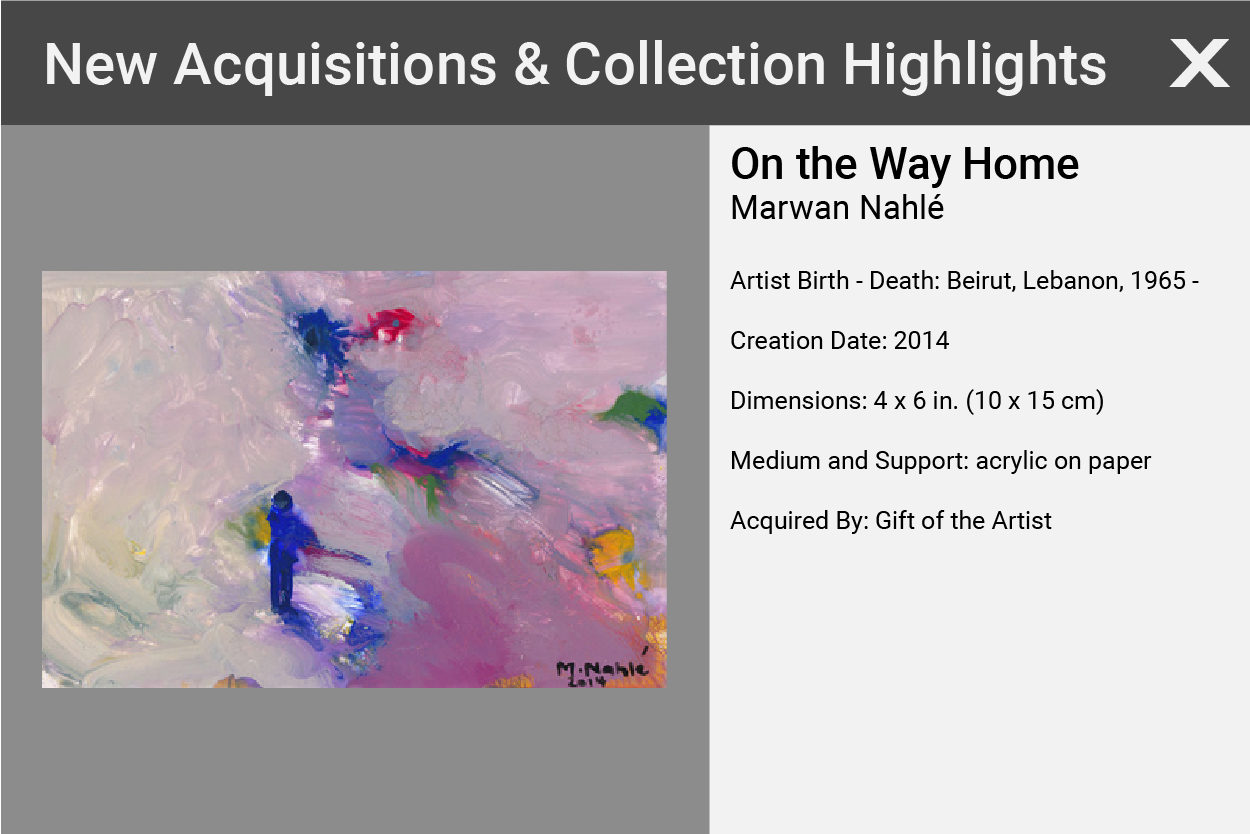 New Acquisitions & Collection Highlights X
On the Way Home
Marwan Nahlé
Artist Birth - Death: Beirut, Lebanon, 1965 -
Creation Date: 2014
Dimensions: 4 x 6 in. (10 x 15 cm)
Medium and Support: acrylic on paper
Acquired By: Gift of the Artist
M.Nahlé
2014